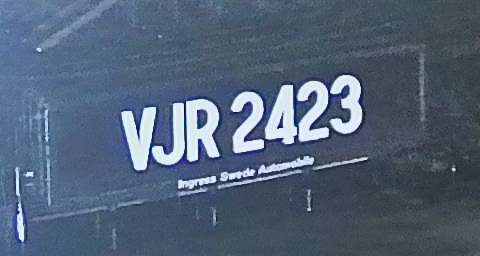 VJR 2423
Ingress Swede Automobile